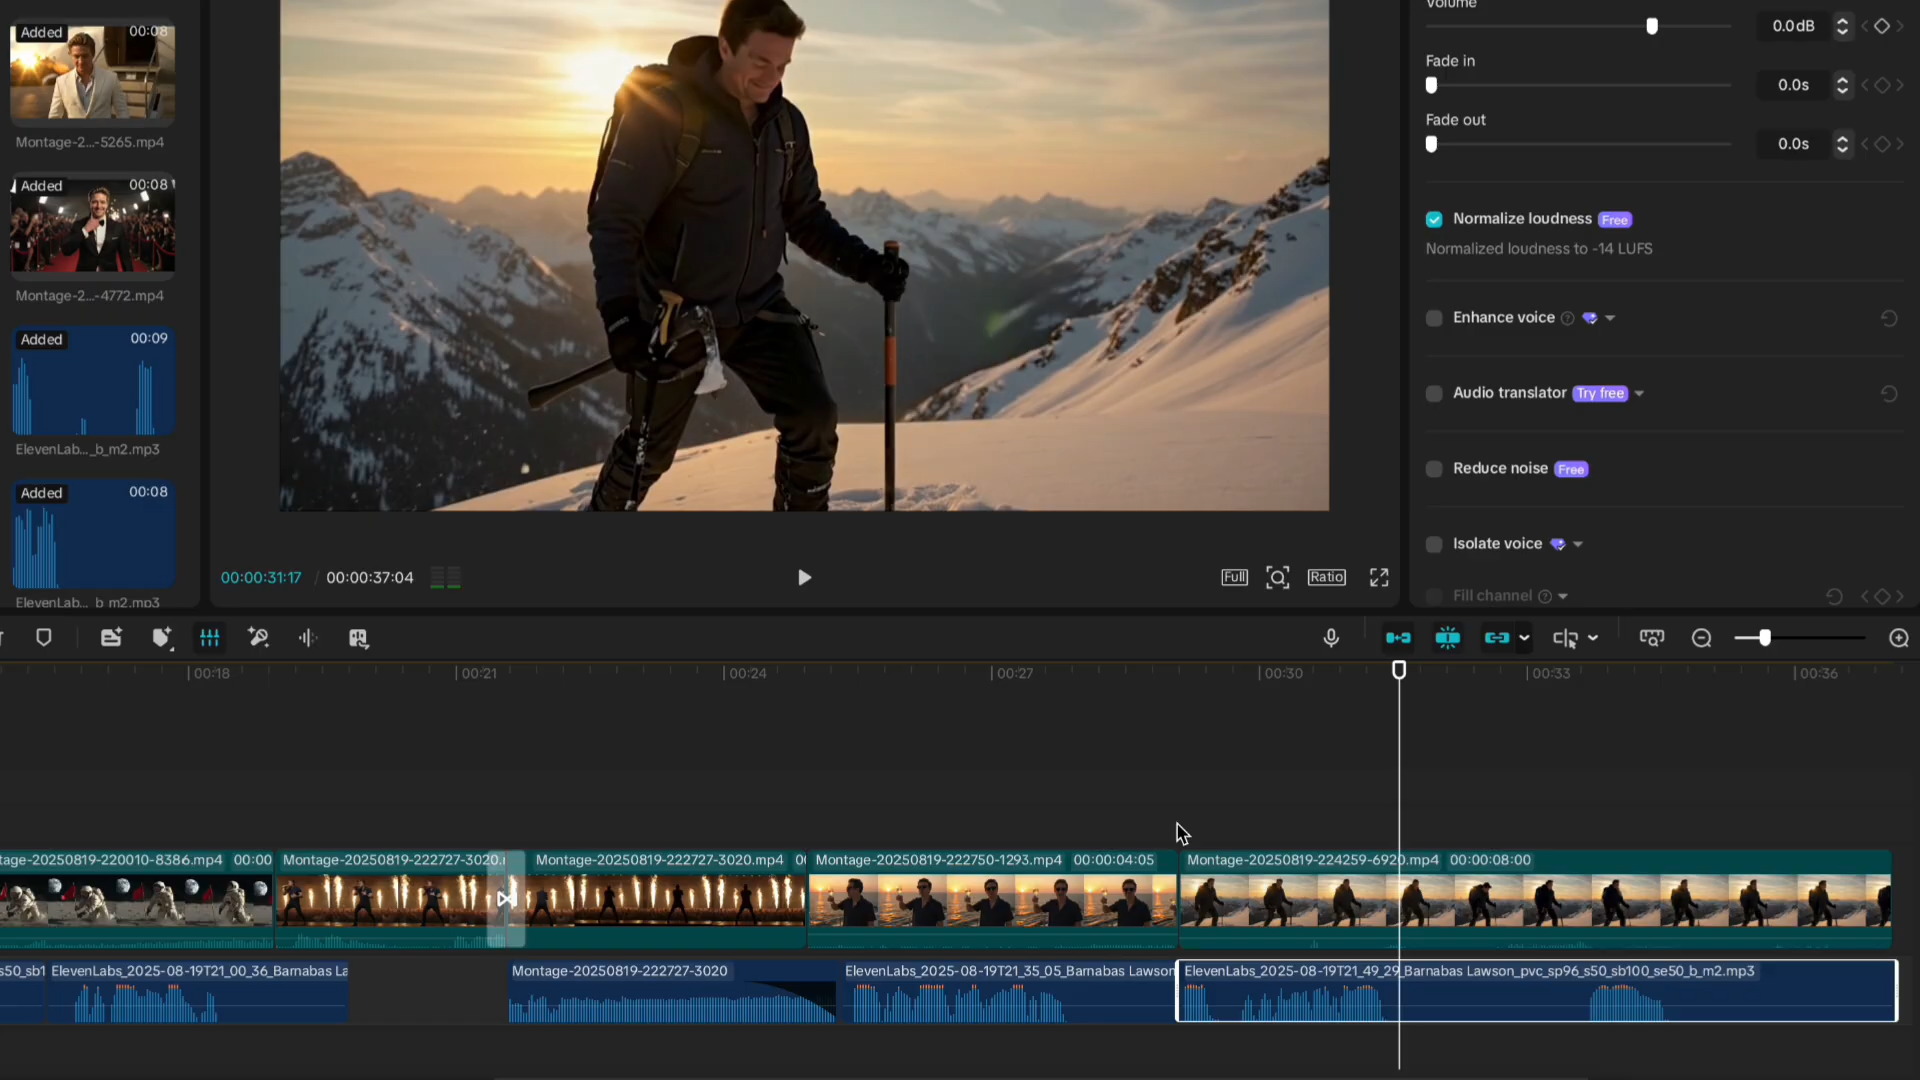 Added 00:08
Montage-2...-5265.mp4
Added 00:08
Montage-2...-4772.mp4
Added 00:09
ElevenLab..._b_m2.mp3
Added 00:08
ElevenLab..._b_m2.mp3
00:00:31:17 / 00:00:37:04
Full
Ratio
Volume
0.0dB
Fade in
0.0s
Fade out
0.0s
Normalize loudness Free
Normalized loudness to -14 LUFS
Enhance voice
Audio translator Try free
Reduce noise Free
Isolate voice
Fill channel
00:18 00:21 00:24 00:27 00:30 00:33 00:36
tage-20250819-220010-8386.mp4 00:00
Montage-20250819-222727-3020.
Montage-20250819-222727-3020.mp4
Montage-20250819-222750-1293.mp4 00:00:04:05
Montage-20250819-224259-6920.mp4 00:00:08:00
s50_sb1
ElevenLabs_2025-08-19T21_00_36_Barnabas La
Montage-20250819-222727-3020
ElevenLabs_2025-08-19T21_35_05_Barnabas Lawson
ElevenLabs_2025-08-19T21_49_29_Barnabas Lawson_pvc_sp96_s50_sb100_se50_b_m2.mp3